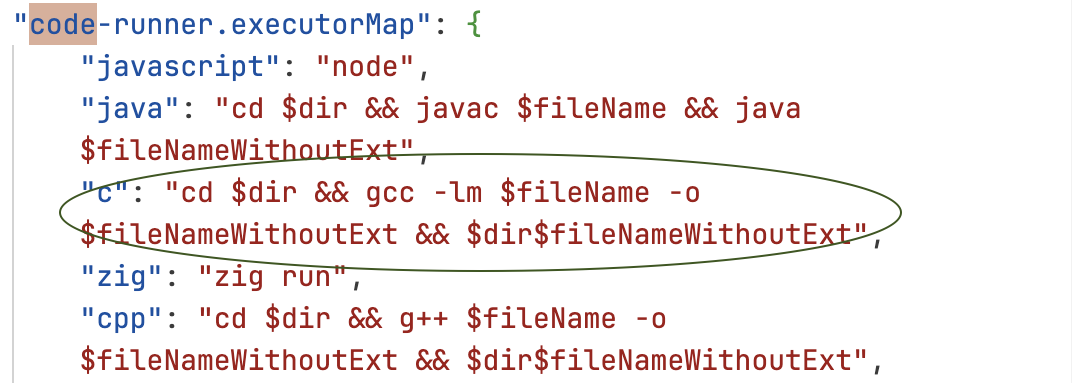 "code-runner.executorMap": {
"javascript": "node",
"java": "cd $dir && javac $fileName && java
$fileNameWithoutExt",
"c": "cd $dir && gcc -lm $fileName -o
$fileNameWithoutExt && $dir$fileNameWithoutExt",
"zig": "zig run",
"cpp": "cd $dir && g++ $fileName -o
$fileNameWithoutExt && $dir$fileNameWithoutExt",